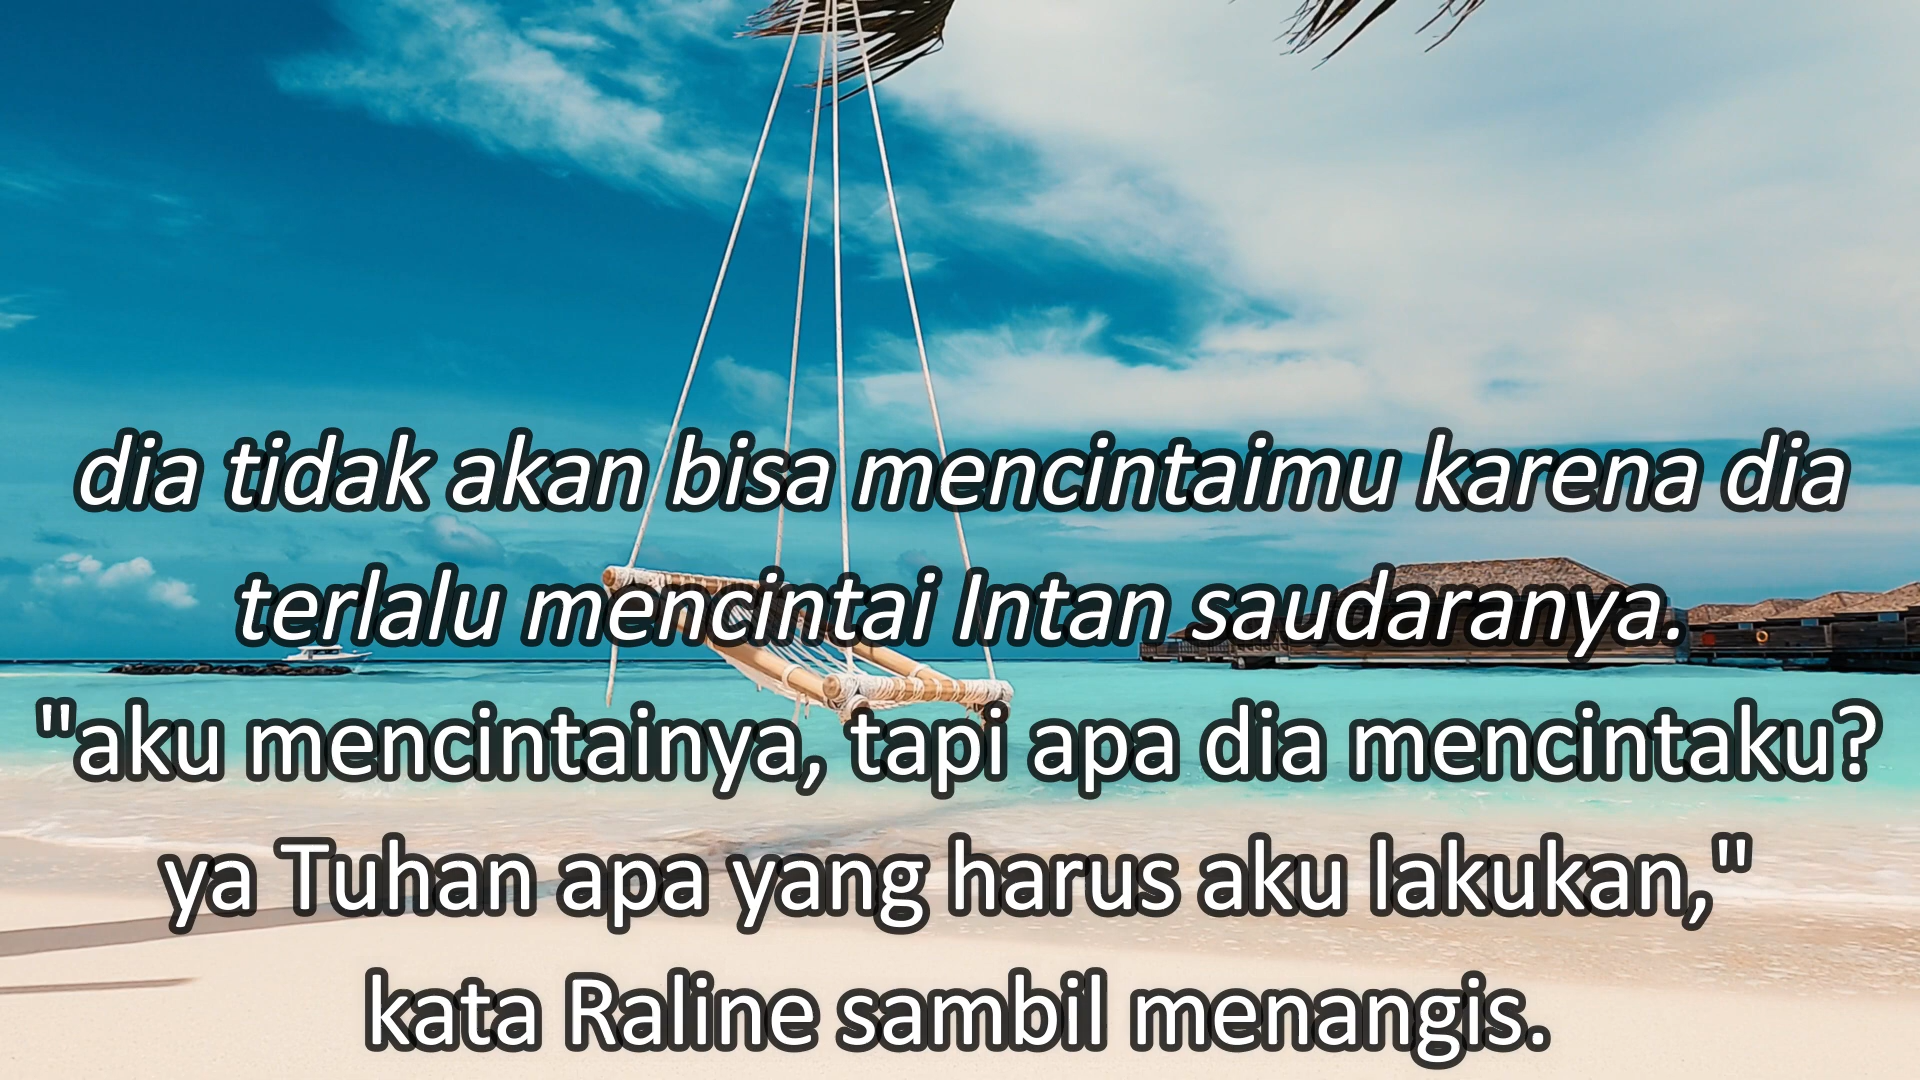 dia tidak akan bisa mencintaimu karena dia
terlalu mencintai Intan saudaranya.
"aku mencintainya, tapi apa dia mencintaku?
ya Tuhan apa yang harus aku lakukan,"
kata Raline sambil menangis.